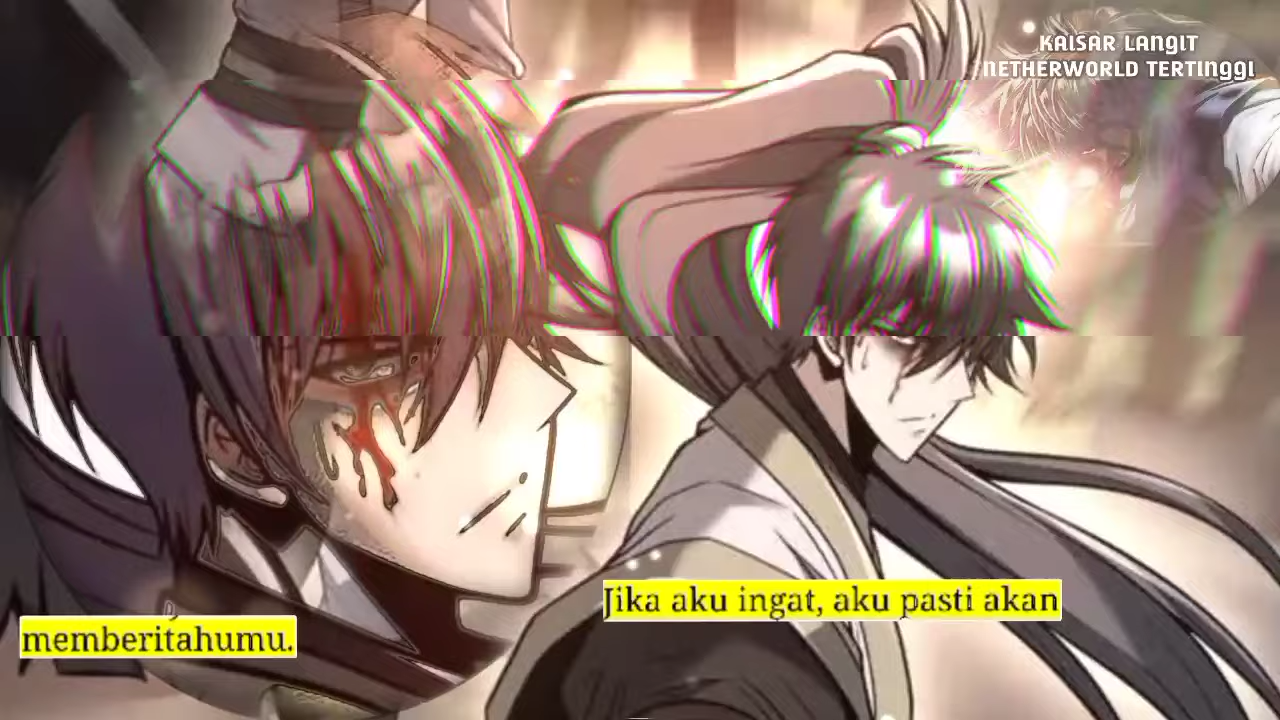 KAISAR LANGIT
NETHERWORLD TERTINGGI
Jika aku ingat, aku pasti akan
memberitahumu.